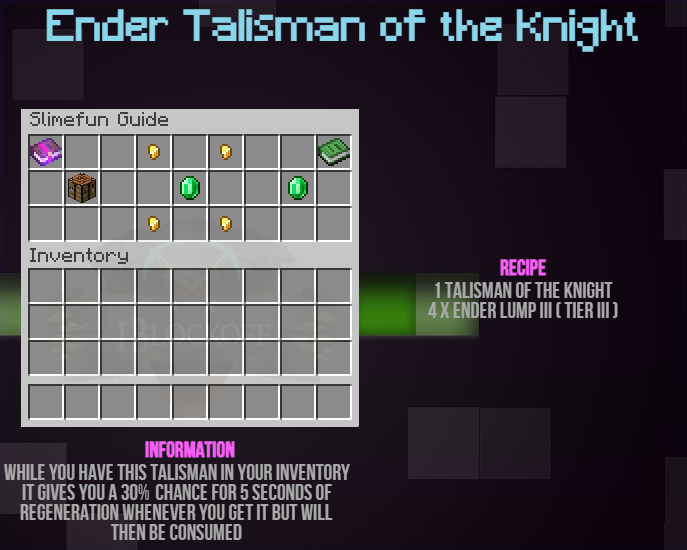 Ender Talisman of the Knight
Slimefun Guide
Inventory
IBLOCKOFF
RECIPE
1 TALISMAN OF THE KNIGHT
4 X ENDER LUMP III ( TIER III )
INFORMATION
WHILE YOU HAVE THIS TALISMAN IN YOUR INVENTORY
IT GIVES YOU A 30% CHANCE FOR 5 SECONDS OF
REGENERATION WHENEVER YOU GET IT BUT WILL
THEN BE CONSUMED